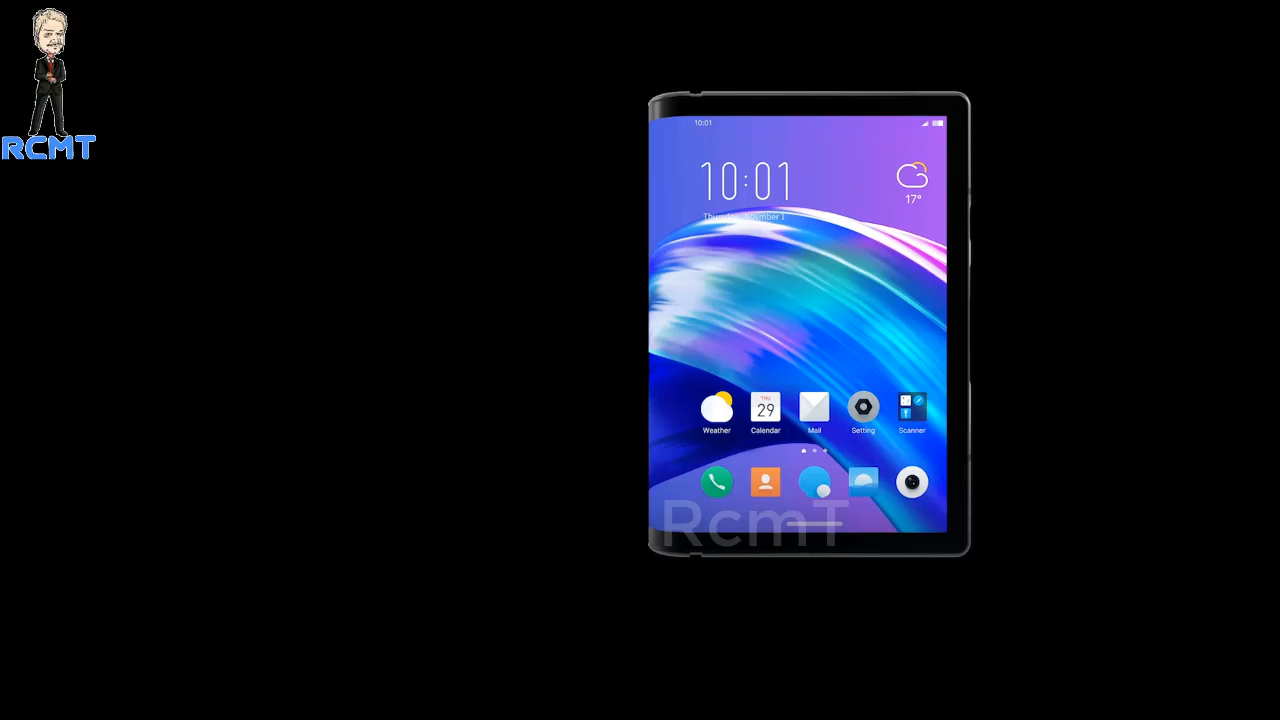 RCMT
10:01
10:01
17°
THU
29
Weather
Calendar
Mail
Setting
Scanner
RcmT